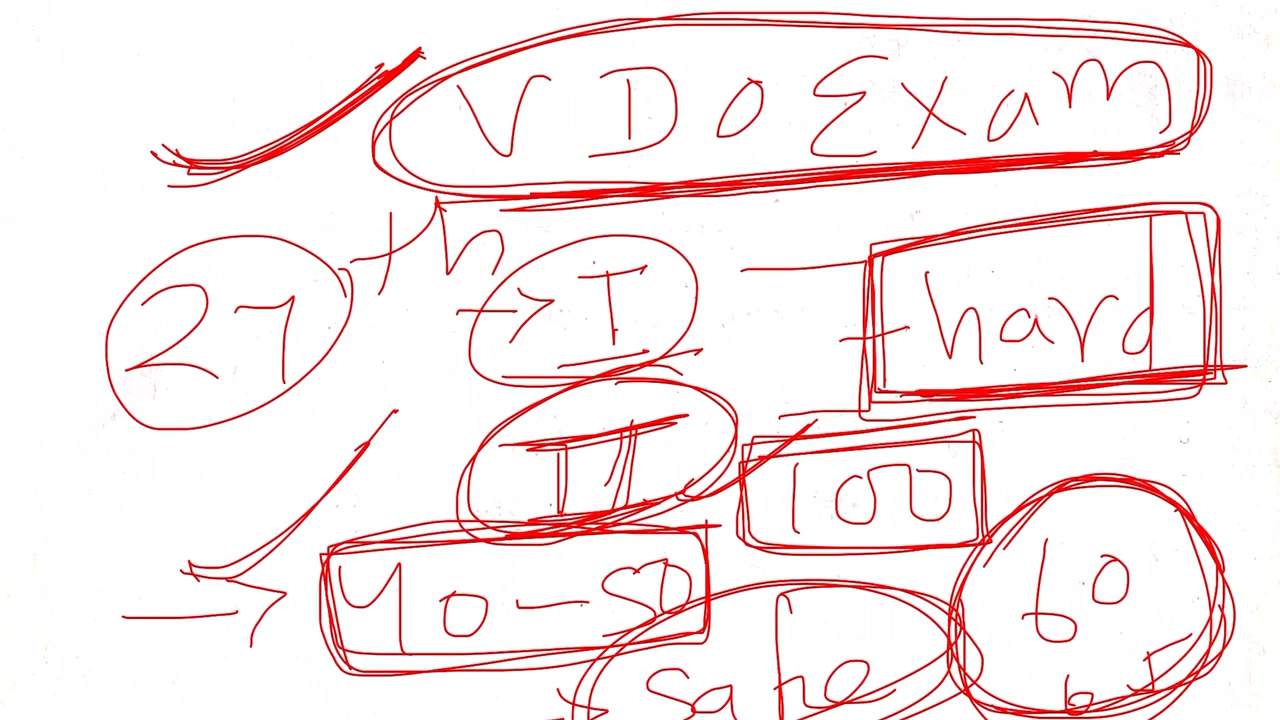 VDO Exam
27th → I - hard
II 100
→ 40-50 60
safe